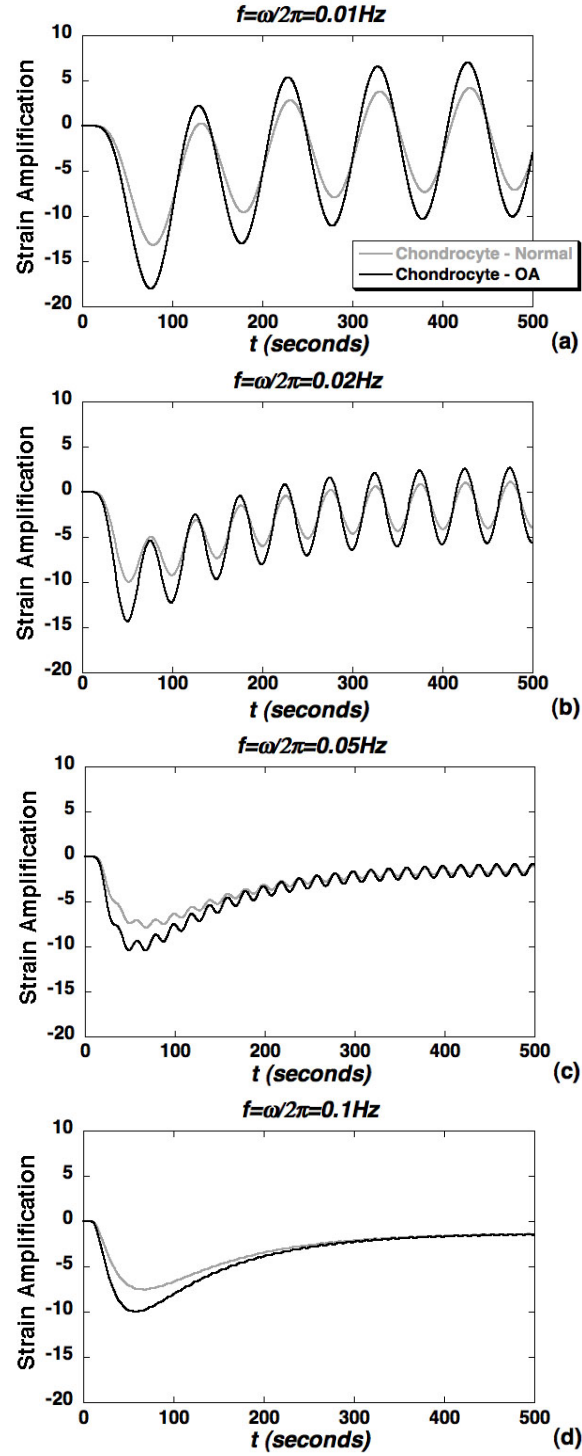 f=ω/2π=0.01Hz
Strain Amplification
10
5
0
-5
-10
-15
-20
Chondrocyte - Normal
Chondrocyte - OA
0 100 200 300 400 500
t (seconds)
(a)
f=ω/2π=0.02Hz
Strain Amplification
10
5
0
-5
-10
-15
-20
0 100 200 300 400 500
t (seconds)
(b)
f=ω/2π=0.05Hz
Strain Amplification
10
5
0
-5
-10
-15
-20
0 100 200 300 400 500
t (seconds)
(c)
f=ω/2π=0.1Hz
Strain Amplification
10
5
0
-5
-10
-15
-20
0 100 200 300 400 500
t (seconds)
(d)